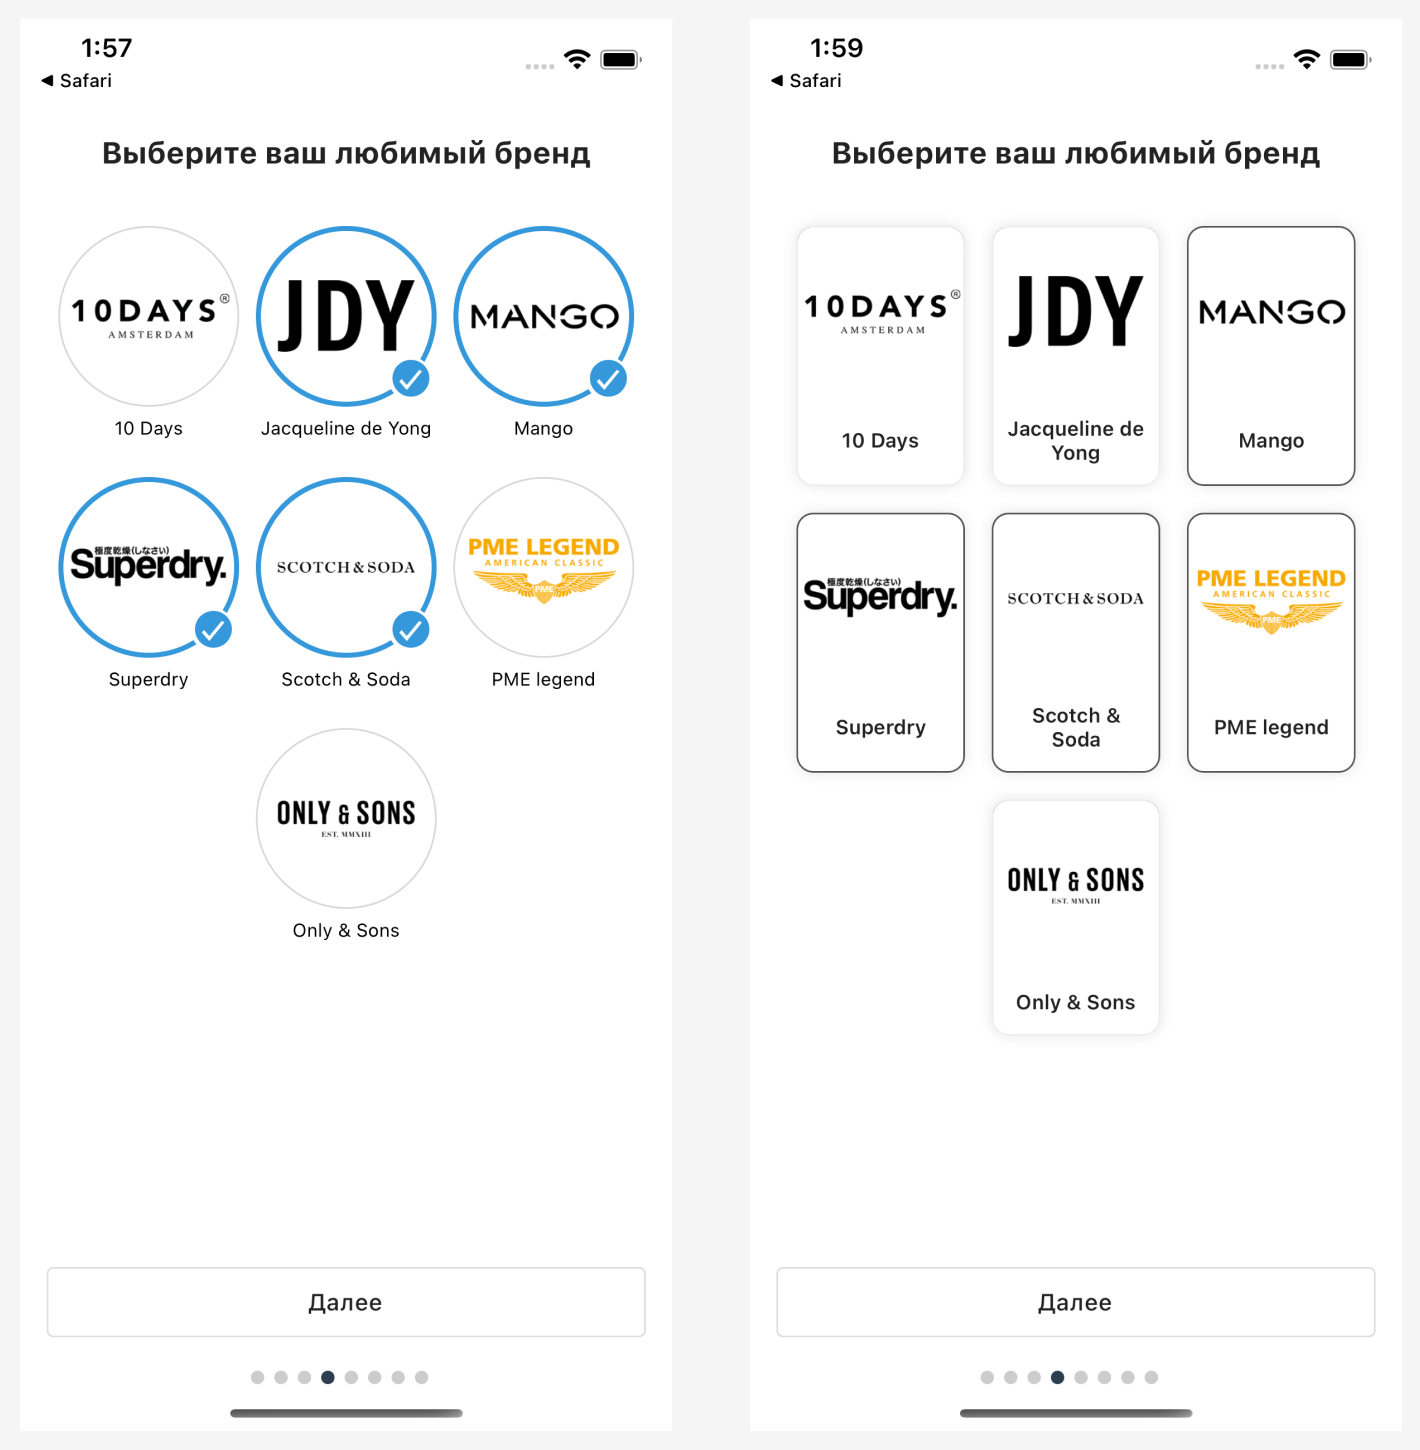 1:57
◀ Safari
Выберите ваш любимый бренд
10DAYS®
AMSTERDAM
10 Days
JDY
Jacqueline de Yong
MANGO
Mango
極度乾燥(しなさい)
Superdry.
Superdry
SCOTCH & SODA
Scotch & Soda
PME LEGEND
AMERICAN CLASSIC
PME
PME legend
ONLY & SONS
EST. MMXIII
Only & Sons
Далее
1:59
◀ Safari
Выберите ваш любимый бренд
10DAYS®
AMSTERDAM
10 Days
JDY
Jacqueline de
Yong
MANGO
Mango
極度乾燥(しなさい)
Superdry.
Superdry
SCOTCH & SODA
Scotch &
Soda
PME LEGEND
AMERICAN CLASSIC
PME
PME legend
ONLY & SONS
EST. MMXIII
Only & Sons
Далее